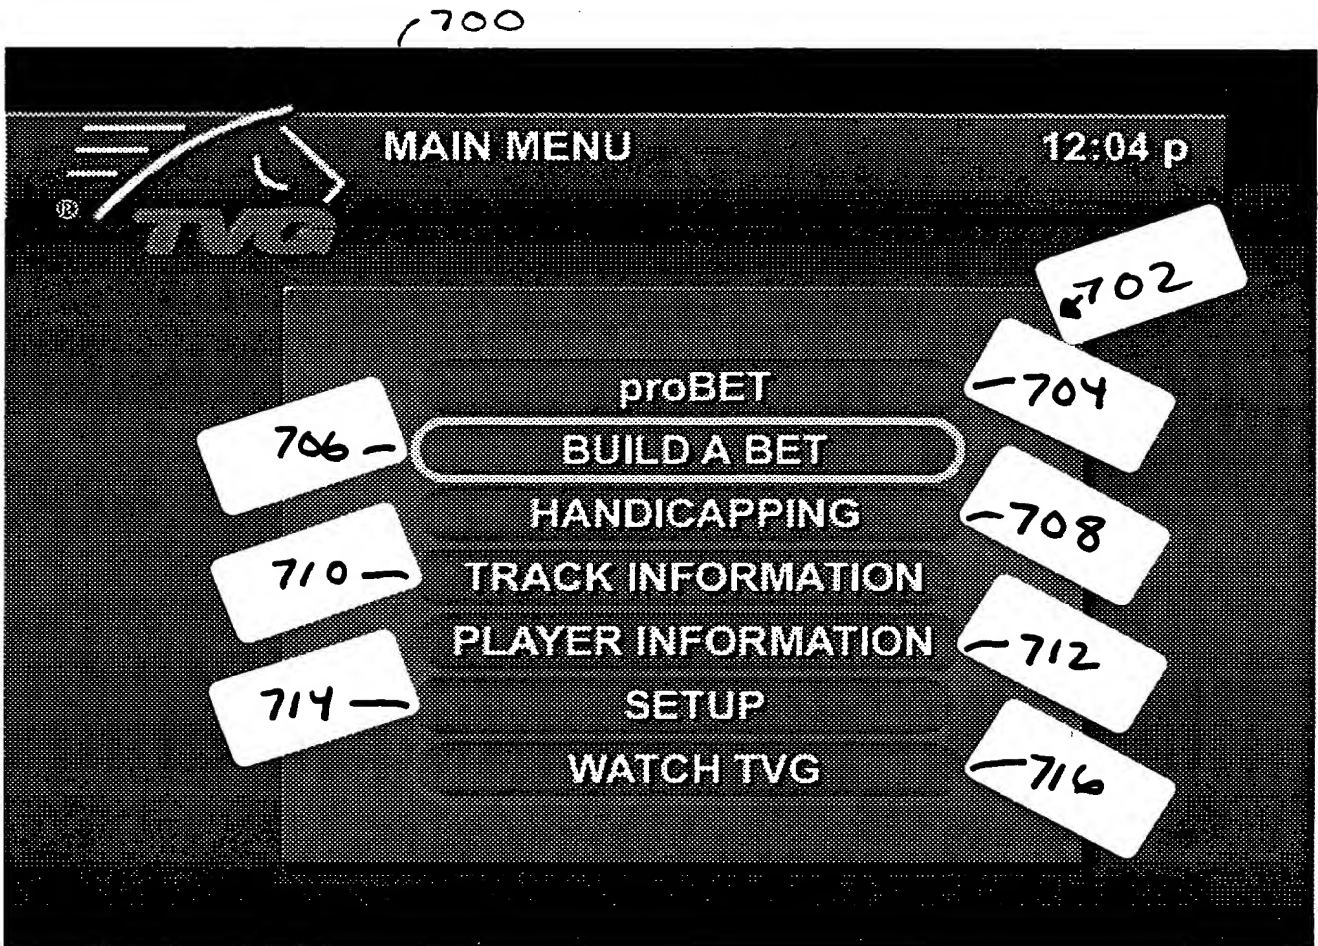 700
MAIN MENU 12:04 p
®
TVG
702
proBET 704
706 BUILD A BET
HANDICAPPING 708
710 TRACK INFORMATION
PLAYER INFORMATION 712
714 SETUP
WATCH TVG 716